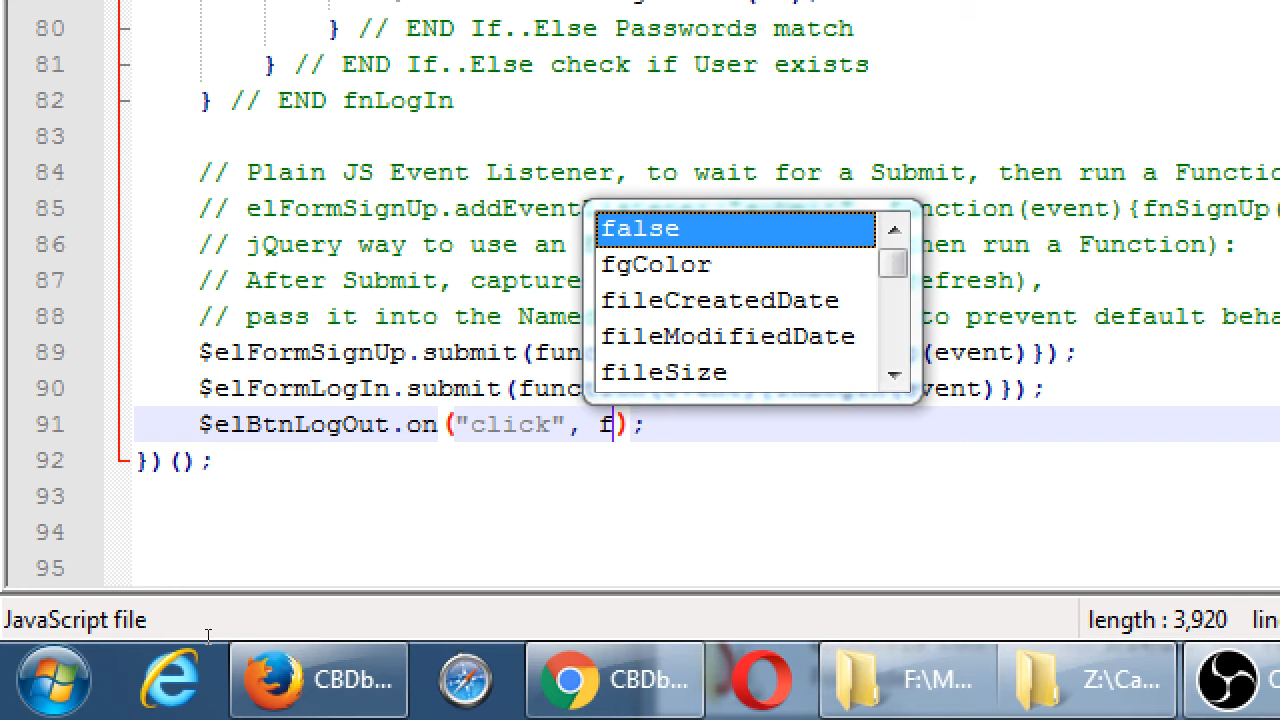 80 } // END If..Else Passwords match
81 } // END If..Else check if User exists
82 } // END fnLogIn
83
84 // Plain JS Event Listener, to wait for a Submit, then run a Functio
85 // elFormSignUp.addEvent function(event){fnSignUp(
86 // jQuery way to use an hen run a Function):
87 // After Submit, capture efresh),
88 // pass it into the Name to prevent default beha
89 $elFormSignUp.submit(fun (event)});
90 $elFormLogIn.submit(func vent)});
91 $elBtnLogOut.on("click", f);
92 })();
93
94
95
false
fgColor
fileCreatedDate
fileModifiedDate
fileSize
JavaScript file length : 3,920 lin
CBDb... CBDb... F:\M... Z:\Ca...